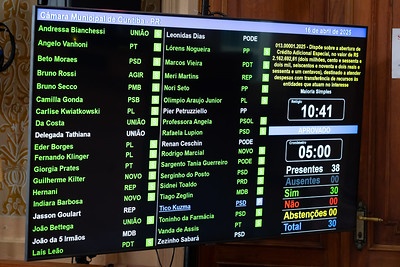 Câmara Municipal de Curitiba, PR
16 de abril de 2025
Andressa Bianchessi UNIÃO
Angelo Vanhoni PT
Beto Moraes PSD
Bruno Rossi AGIR
Bruno Secco PMB
Camilla Gonda PSB
Carlise Kwiatkowski PL
Da Costa UNIÃO
Delegada Tathiana UNIÃO
Eder Borges PL
Fernando Klinger PL
Giorgia Prates PT
Guilherme Kilter NOVO
Hernani REP
Indiara Barbosa NOVO
Jasson Goulart REP
João Bettega UNIÃO
João da 5 Irmãos MDB
Lais Leão PDT
Leonidas Dias PODE
Lórens Nogueira PP
Marcos Vieira PDT
Meri Martins REP
Nori Seto PP
Olimpio Araujo Junior PL
Pier Petruzziello PP
Professora Angela PSOL
Rafaela Lupion PSD
Renan Ceschin PODE
Rodrigo Marcial NOVO
Sargento Tania Guerreiro PODE
Serginho do Posto PSD
Sidnei Toaldo PRD
Tiago Zeglin MDB
Tico Kuzma PSD
Toninho da Farmácia PSD
Vanda de Assis PT
Zezinho Sabará PSD
013.00001.2025 - Dispõe sobre a abertura de
Crédito Adicional Especial, no valor de R$
2.162.692,61 (dois milhões, cento e sessenta e
dois mil, seiscentos e noventa e dois reais e
sessenta e um centavos), destinado a atender
despesas com transferência de recursos às
entidades que atuam no interesse
Maioria Simples
Relógio
10:41
APROVADO
Cronômetro
05:00
Presentes 38
Ausentes 00
Sim 30
Não 00
Abstenções 00
Total 30